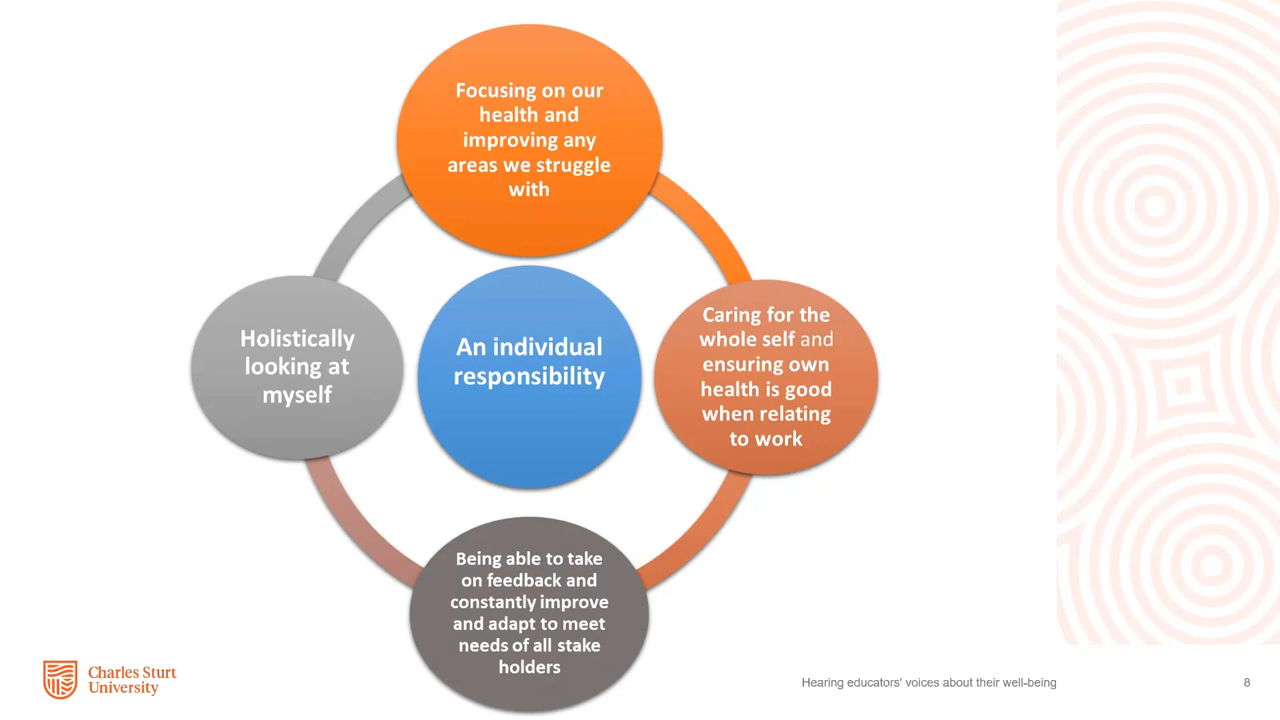 Focusing on our
health and
improving any
areas we struggle
with
Holistically
looking at
myself
An individual
responsibility
Caring for the
whole self and
ensuring own
health is good
when relating
to work
Being able to take
on feedback and
constantly improve
and adapt to meet
needs of all stake
holders
Charles Sturt
University
Hearing educators' voices about their well-being
8